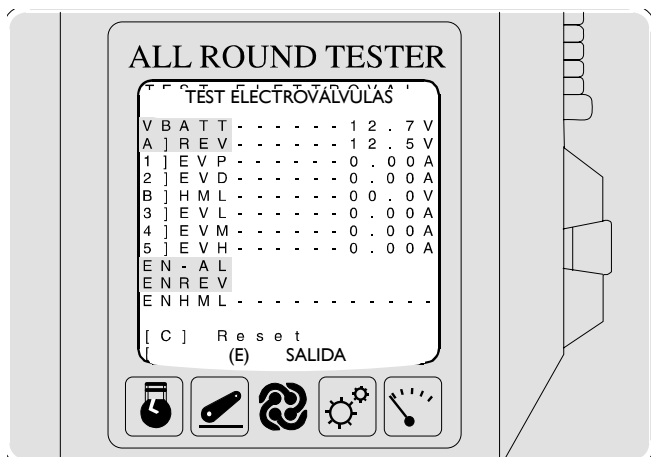 ALL ROUND TESTER
TEST ELECTROVÁLVULAS
VBATT------12.7V
A]REV------12.5V
1]EVP------0.00A
2]EVD------0.00A
B]HML------00.0V
3]EVL------0.00A
4]EVM------0.00A
5]EVH------0.00A
EN-AL
ENREV
ENHML-----------
[C] Reset
[ (E) SALIDA